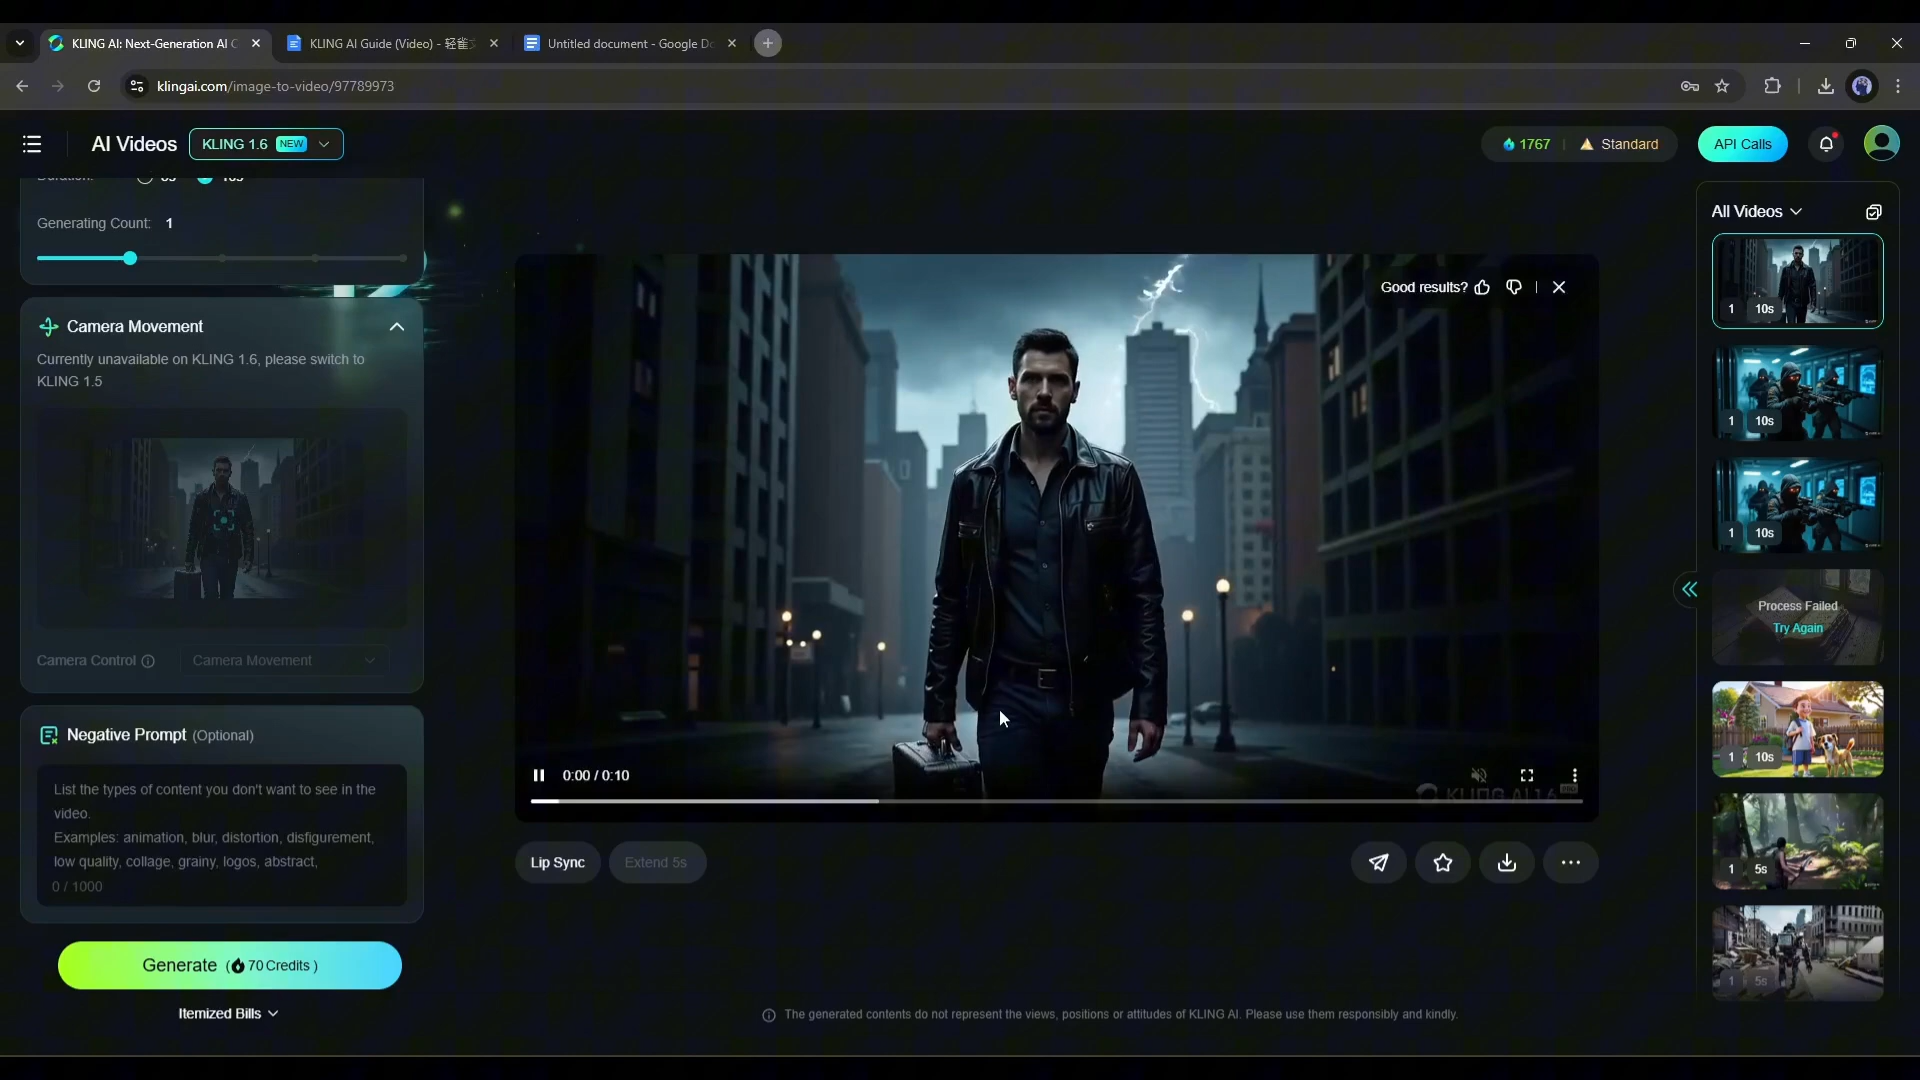 KLING AI: Next-Generation AI C
KLING AI Guide (Video) - 轻雀文
Untitled document - Google Do
klingai.com/image-to-video/97789973
AI Videos
KLING 1.6 NEW
1767
Standard
API Calls
Duration:
10s
Generating Count: 1
Camera Movement
Currently unavailable on KLING 1.6, please switch to
KLING 1.5
Camera Control
Camera Movement
Negative Prompt (Optional)
List the types of content you don't want to see in the
video.
Examples: animation, blur, distortion, disfigurement,
low quality, collage, grainy, logos, abstract,
0 / 1000
Generate ( 70 Credits )
Itemized Bills
Good results?
0:00 / 0:10
KLING AI 1.6
Lip Sync
Extend 5s
The generated contents do not represent the views, positions or attitudes of KLING AI. Please use them responsibly and kindly.
All Videos
1 10s
1 10s
1 10s
Process Failed
Try Again
1 10s
1 5s
1 5s